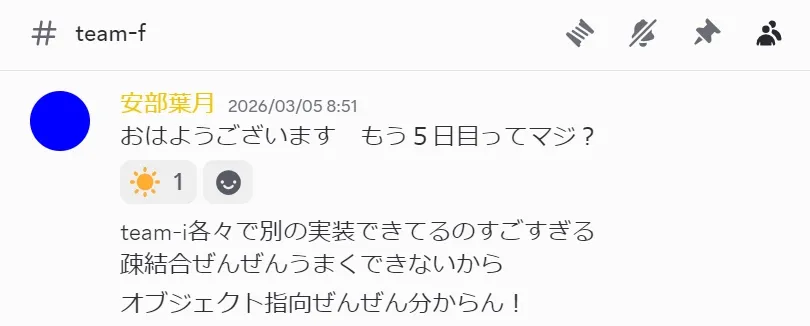 # team-f
安部葉月 2026/03/05 8:51
おはようございます　もう５日目ってマジ？
1
team-i各々で別の実装できてるのすごすぎる
疎結合ぜんぜんうまくできないから
オブジェクト指向ぜんぜん分からん！